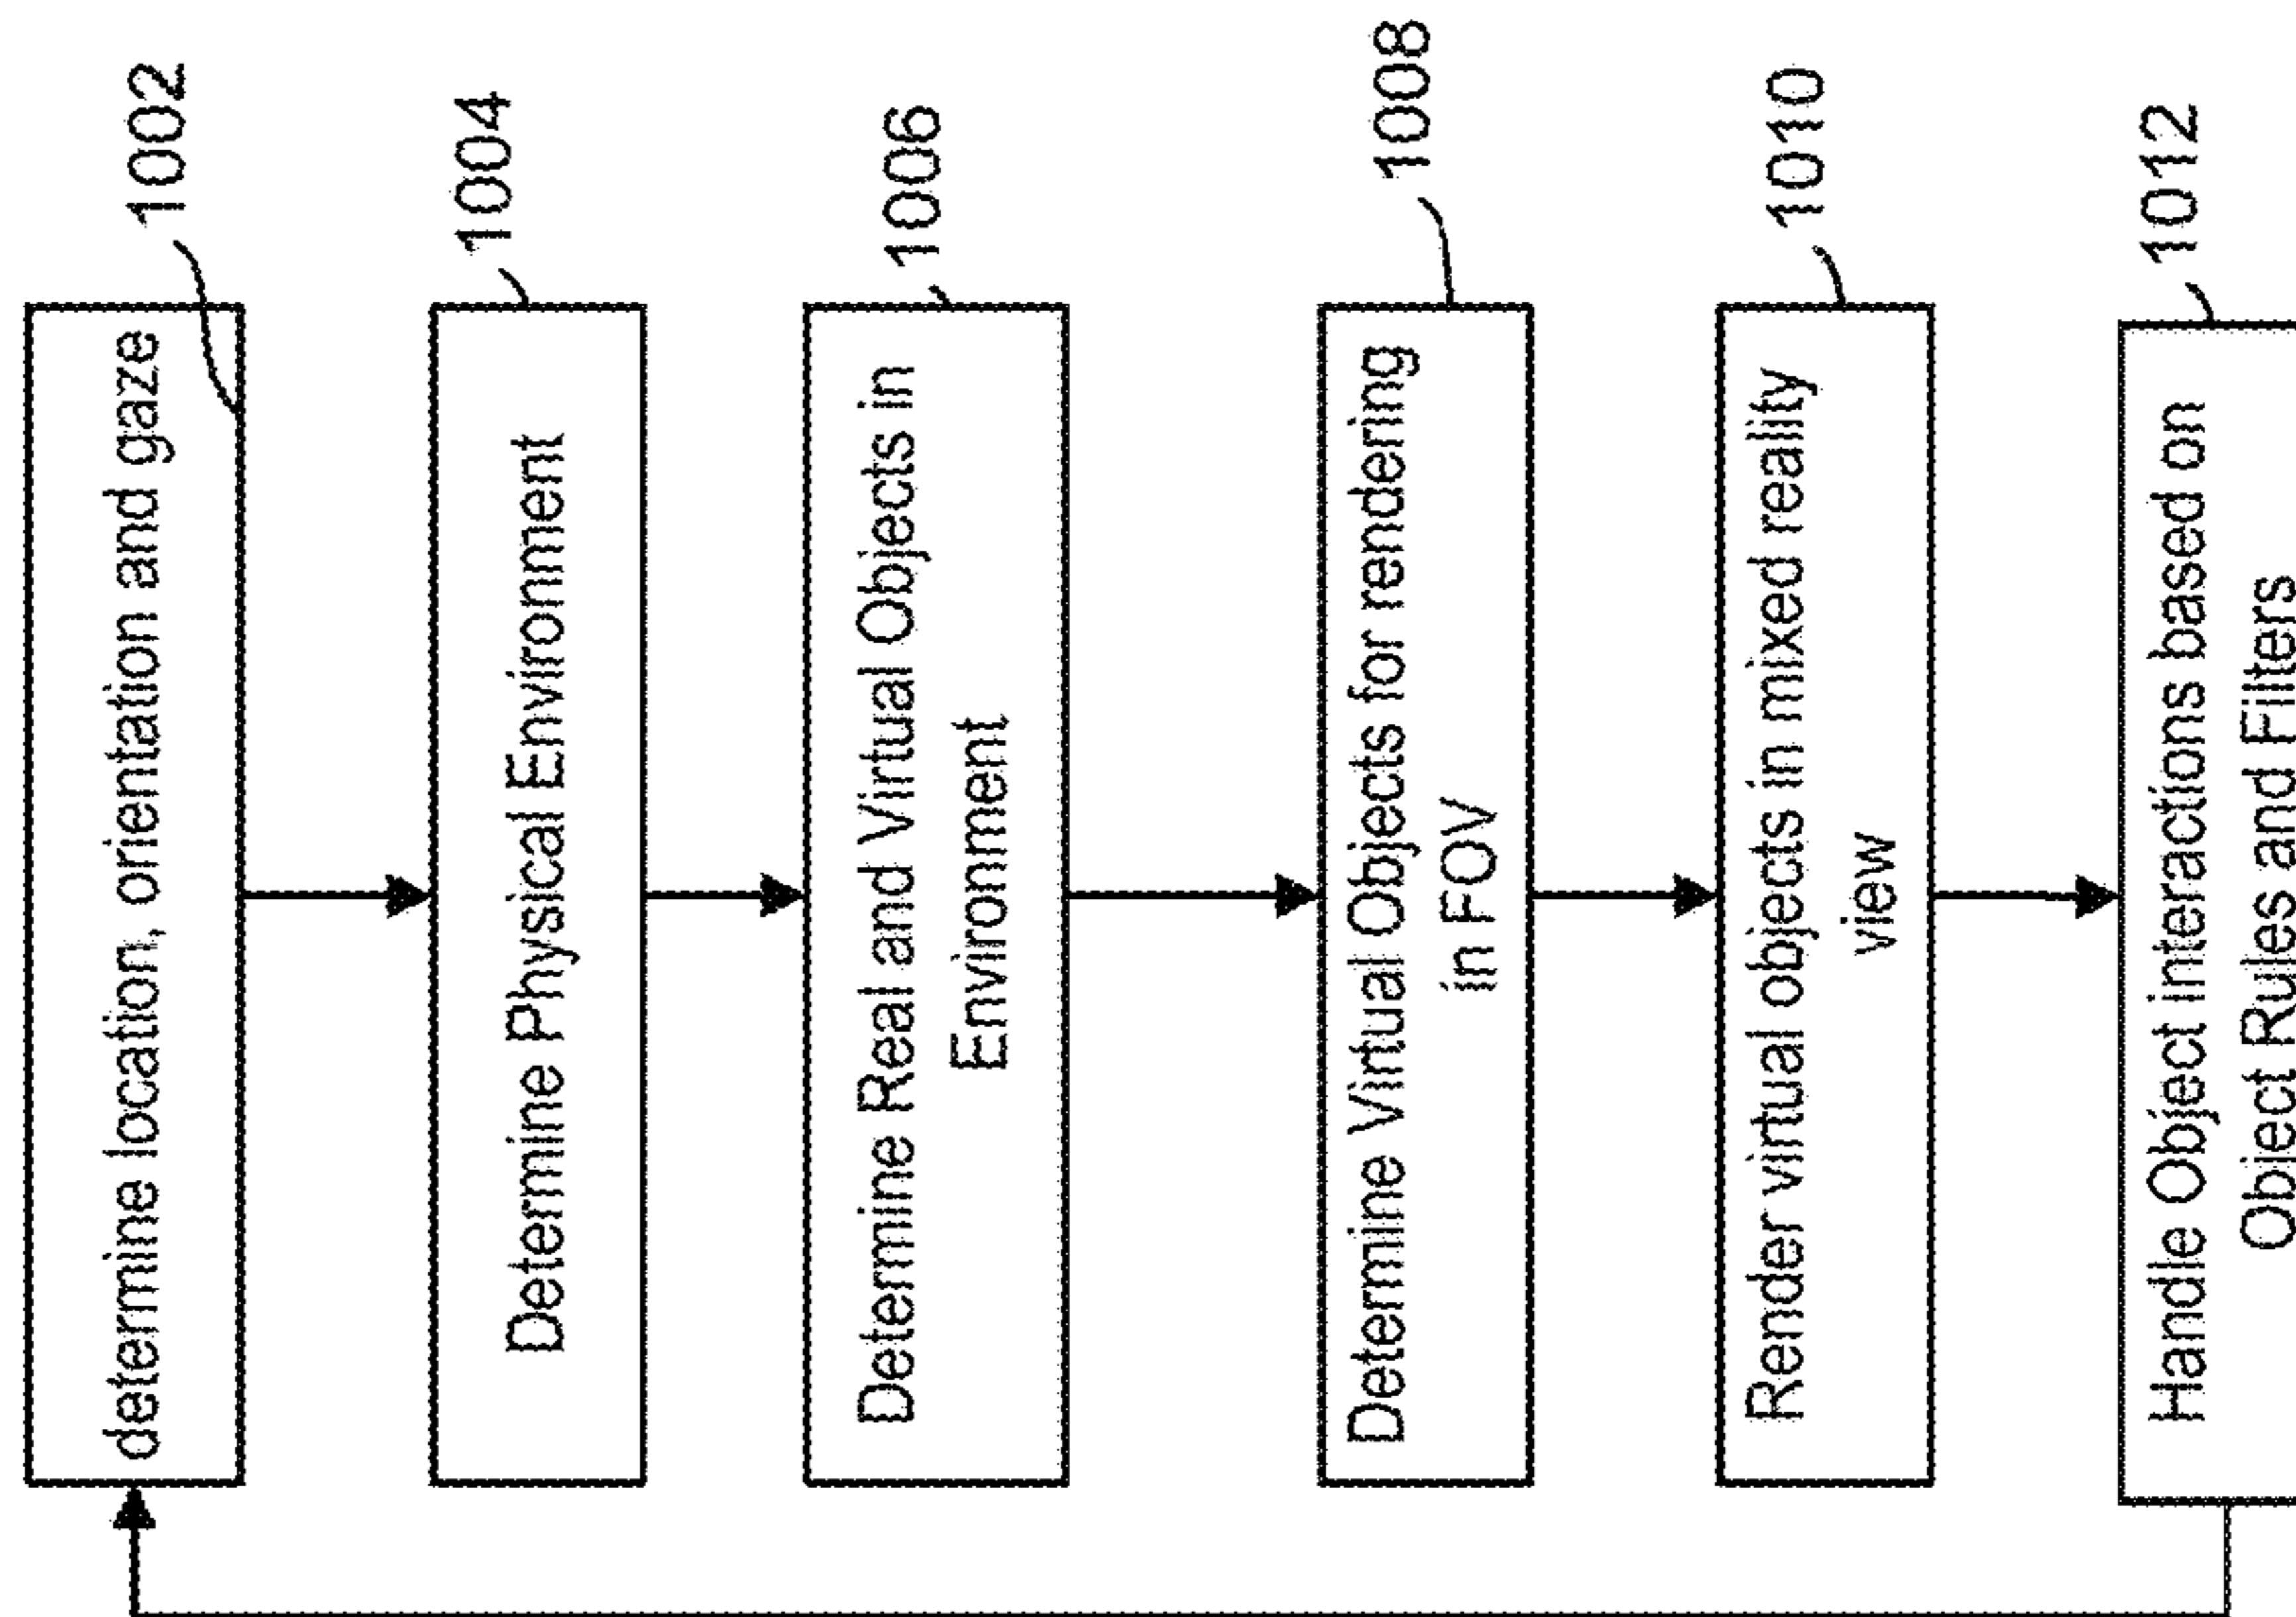 determine location, orientation and gaze
1002
Determine Physical Environment
1004
Determine Real and Virtual Objects in
Environment
1006
Determine Virtual Objects for rendering
in FOV
1008
Render virtual objects in mixed reality
view
1010
Handle Object interactions based on
Object Rules and Filters
1012